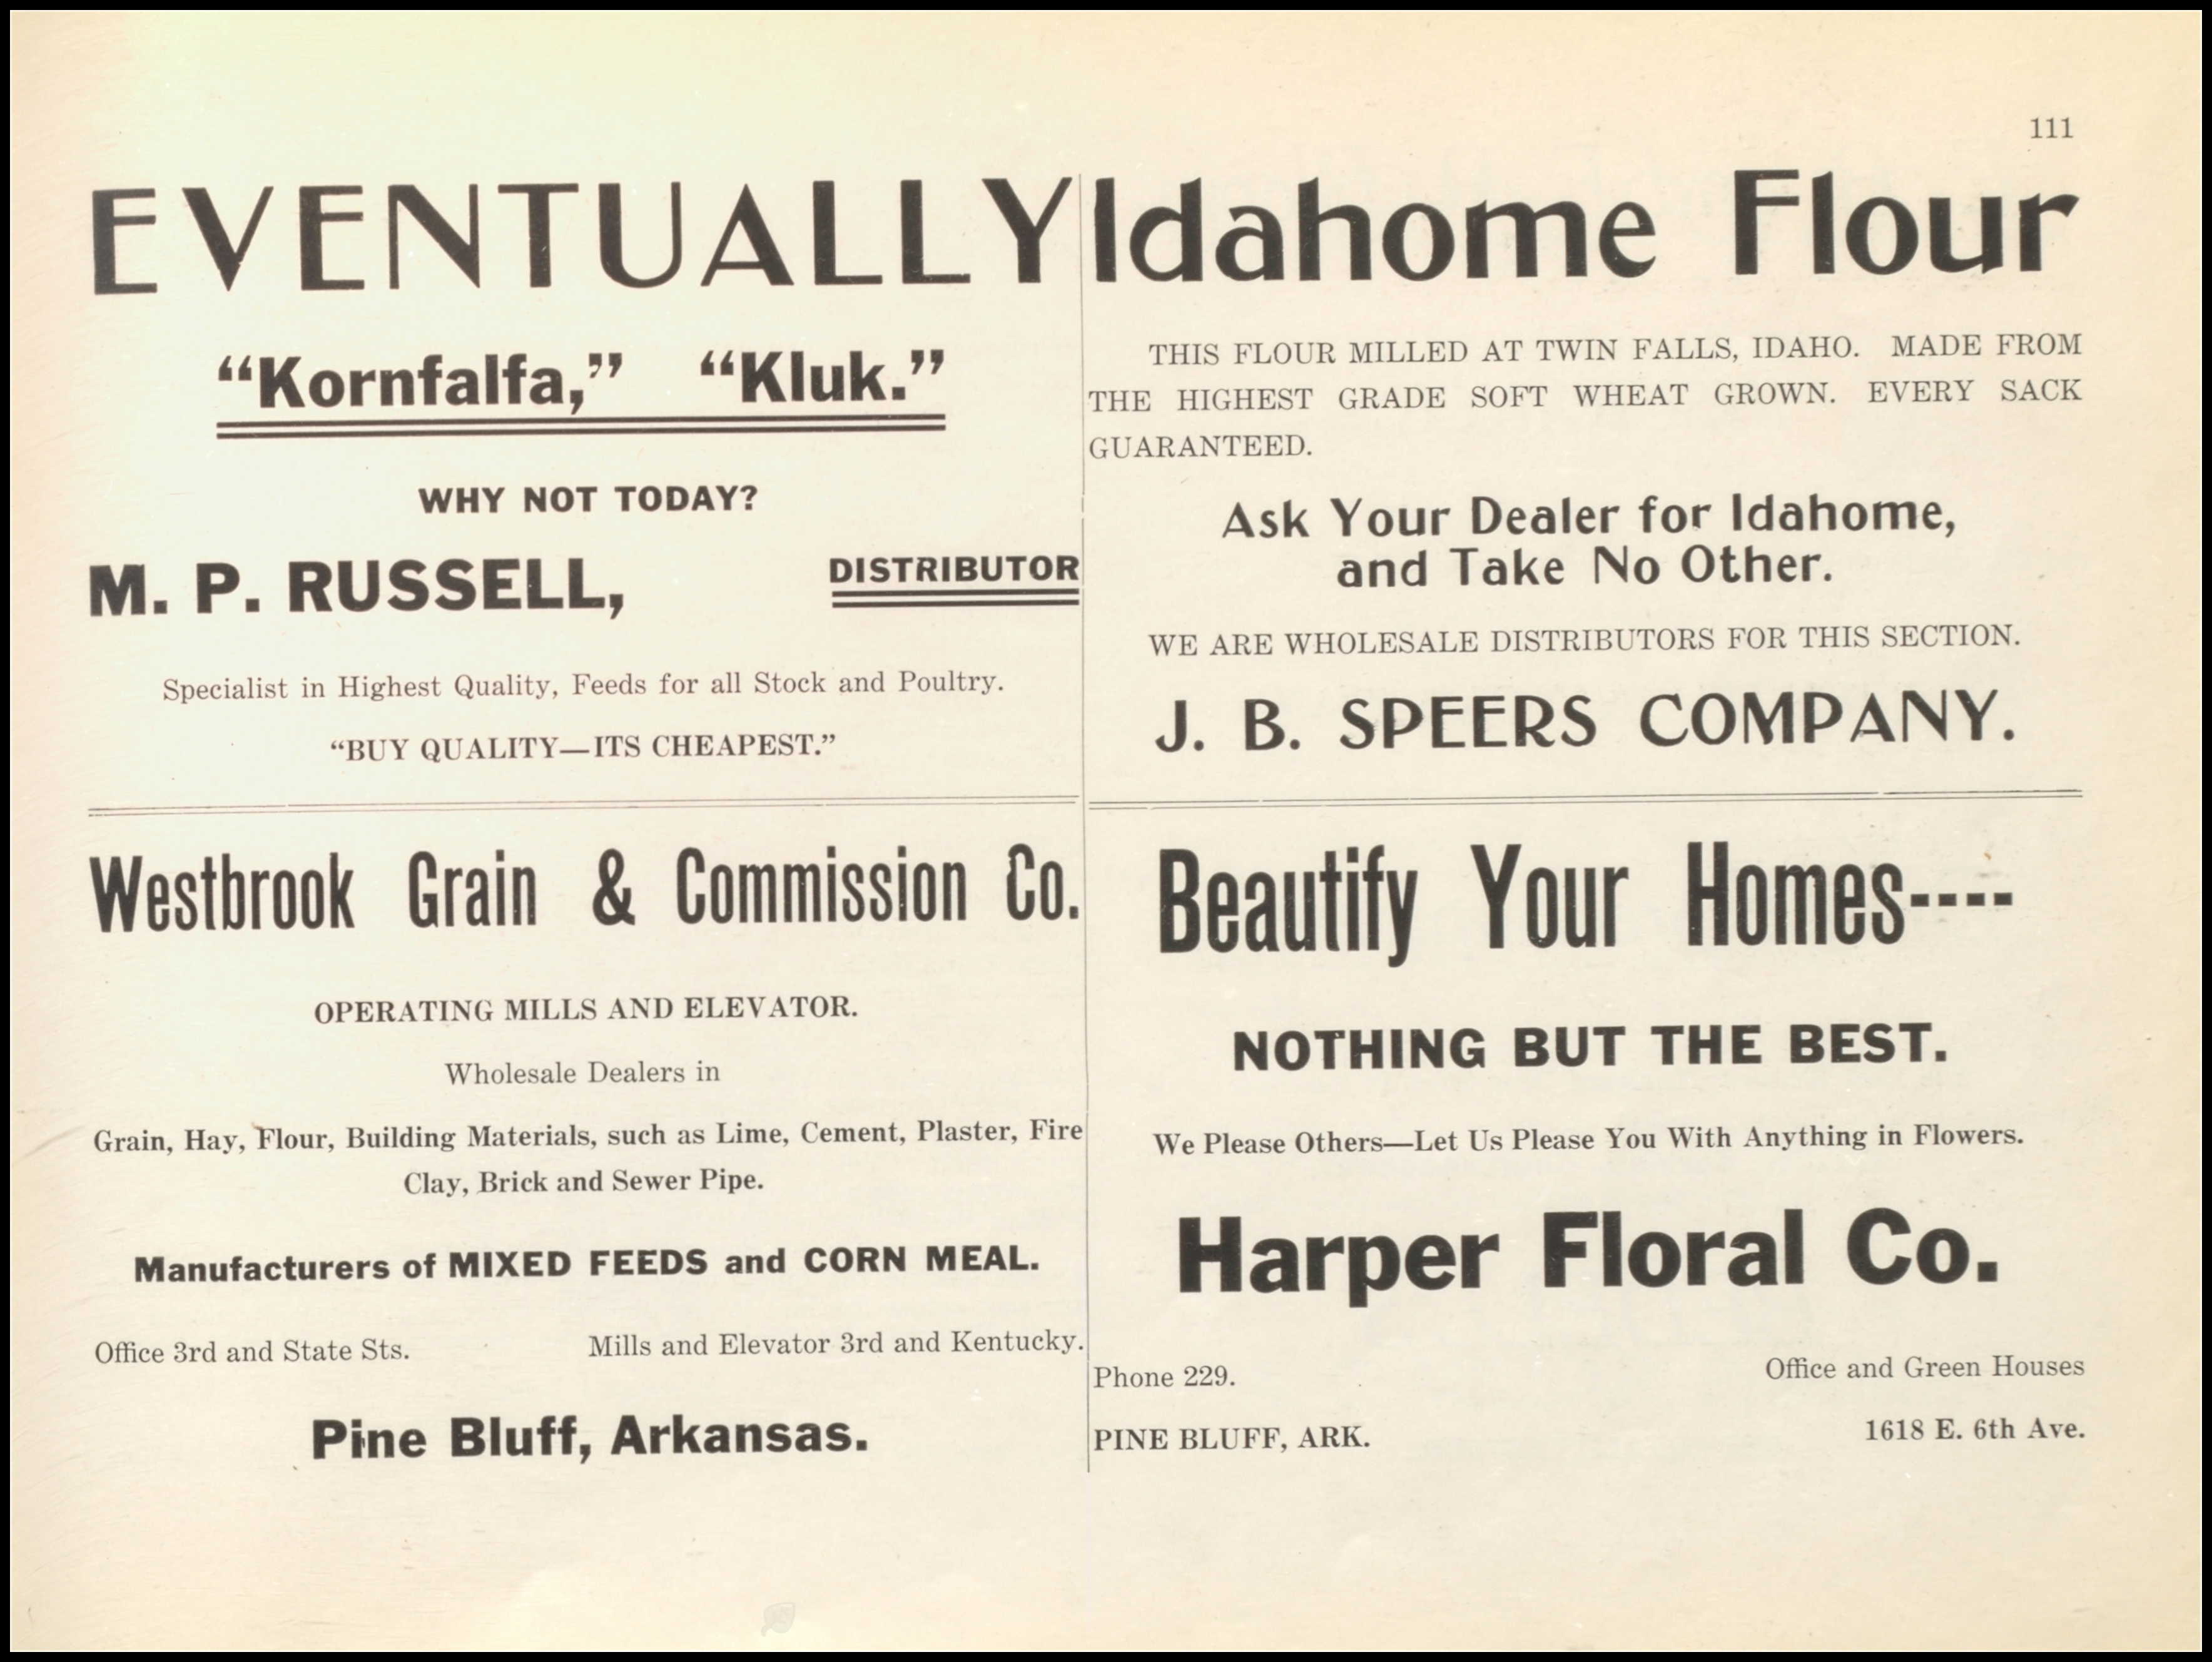 111
EVENTUALLY
“Kornfalfa,” “Kluk.”
WHY NOT TODAY?
M. P. RUSSELL, DISTRIBUTOR
Specialist in Highest Quality, Feeds for all Stock and Poultry.
“BUY QUALITY—ITS CHEAPEST.”
Idahome Flour
THIS FLOUR MILLED AT TWIN FALLS, IDAHO. MADE FROM
THE HIGHEST GRADE SOFT WHEAT GROWN. EVERY SACK
GUARANTEED.
Ask Your Dealer for Idahome,
and Take No Other.
WE ARE WHOLESALE DISTRIBUTORS FOR THIS SECTION.
J. B. SPEERS COMPANY.
Westbrook Grain & Commission Co.
OPERATING MILLS AND ELEVATOR.
Wholesale Dealers in
Grain, Hay, Flour, Building Materials, such as Lime, Cement, Plaster, Fire
Clay, Brick and Sewer Pipe.
Manufacturers of MIXED FEEDS and CORN MEAL.
Office 3rd and State Sts. Mills and Elevator 3rd and Kentucky.
Pine Bluff, Arkansas.
Beautify Your Homes----
NOTHING BUT THE BEST.
We Please Others—Let Us Please You With Anything in Flowers.
Harper Floral Co.
Phone 229. Office and Green Houses
PINE BLUFF, ARK. 1618 E. 6th Ave.